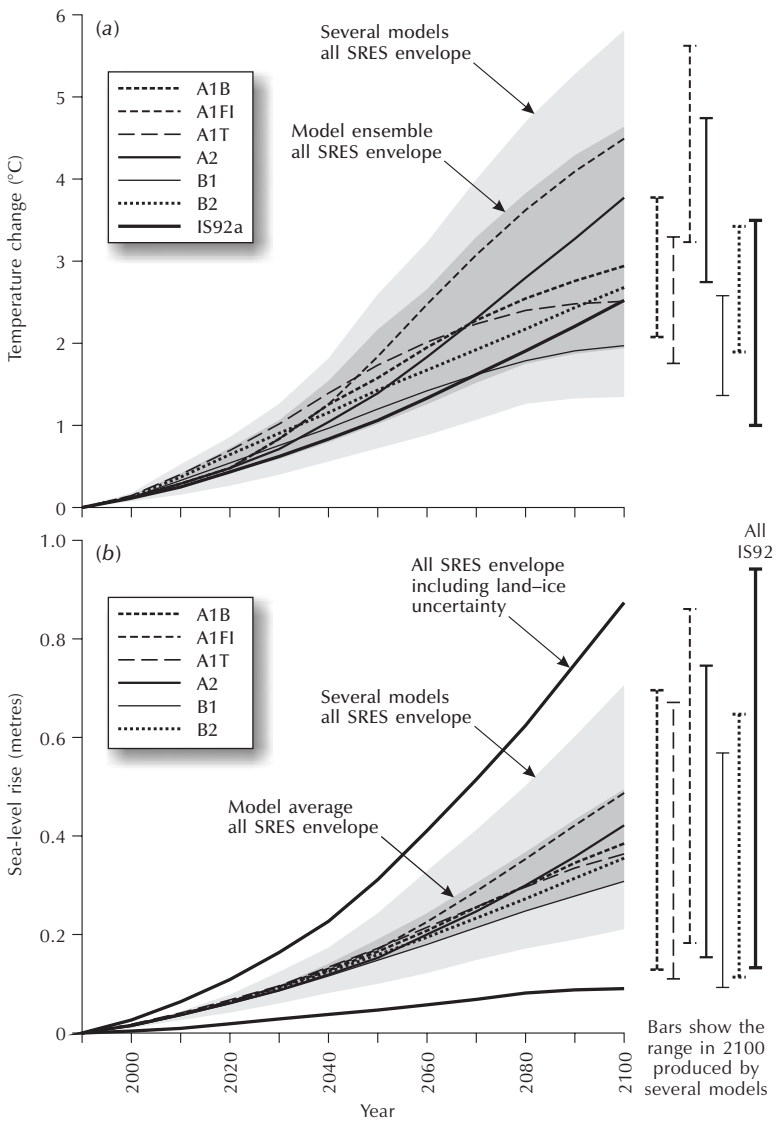 (a)
Several models
all SRES envelope
Model ensemble
all SRES envelope
A1B
A1FI
A1T
A2
B1
B2
IS92a
Temperature change (°C)
6
5
4
3
2
1
0
(b)
All SRES envelope
including land–ice
uncertainty
Several models
all SRES envelope
Model average
all SRES envelope
A1B
A1FI
A1T
A2
B1
B2
Sea-level rise (metres)
1.0
0.8
0.6
0.4
0.2
0
2000
2020
2040
2060
2080
2100
Year
All
IS92
Bars show the
range in 2100
produced by
several models